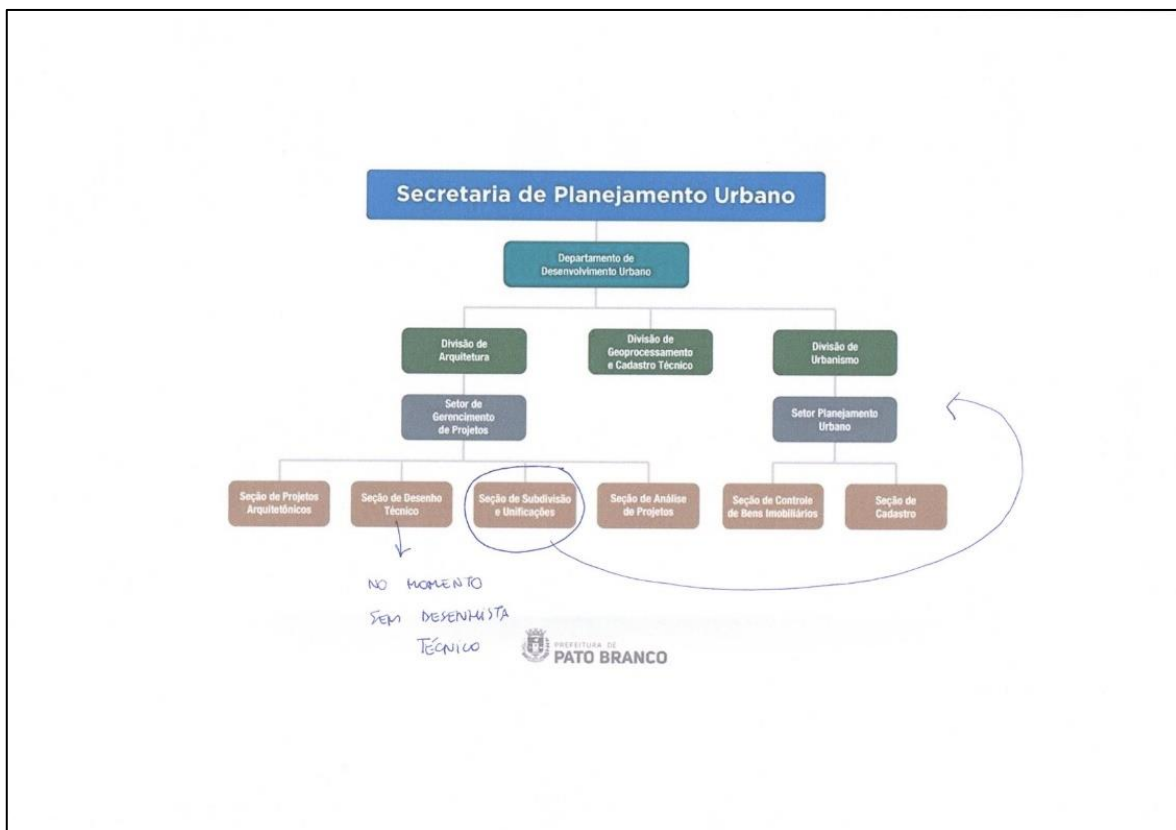 Secretaria de Planejamento Urbano
Departamento de
Desenvolvimento Urbano
Divisão de
Arquitetura
Divisão de
Geoprocessamento
e Cadastro Técnico
Divisão de
Urbanismo
Setor de
Gerencimento
de Projetos
Setor Planejamento
Urbano
Seção de Projetos
Arquitetônicos
Seção de Desenho
Técnico
Seção de Subdivisão
e Unificações
Seção de Análise
de Projetos
Seção de Controle
de Bens Imobiliários
Seção de
Cadastro
NO MOMENTO
SEM DESENHISTA
TÉCNICO
PREFEITURA DE
PATO BRANCO